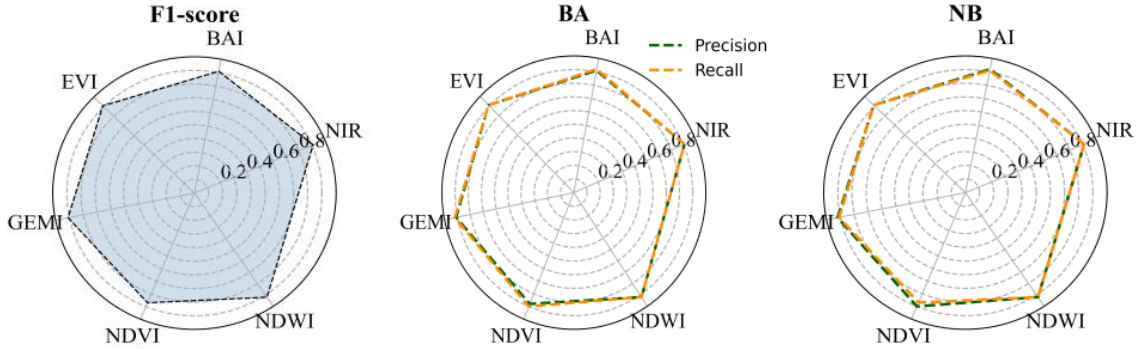 F1-score
BAI
EVI
NIR
0.8
0.6
0.4
0.2
GEMI
NDVI
NDWI
BA
Precision
Recall
BAI
EVI
NIR
0.8
0.6
0.4
0.2
GEMI
NDVI
NDWI
NB
BAI
EVI
NIR
0.8
0.6
0.4
0.2
GEMI
NDVI
NDWI